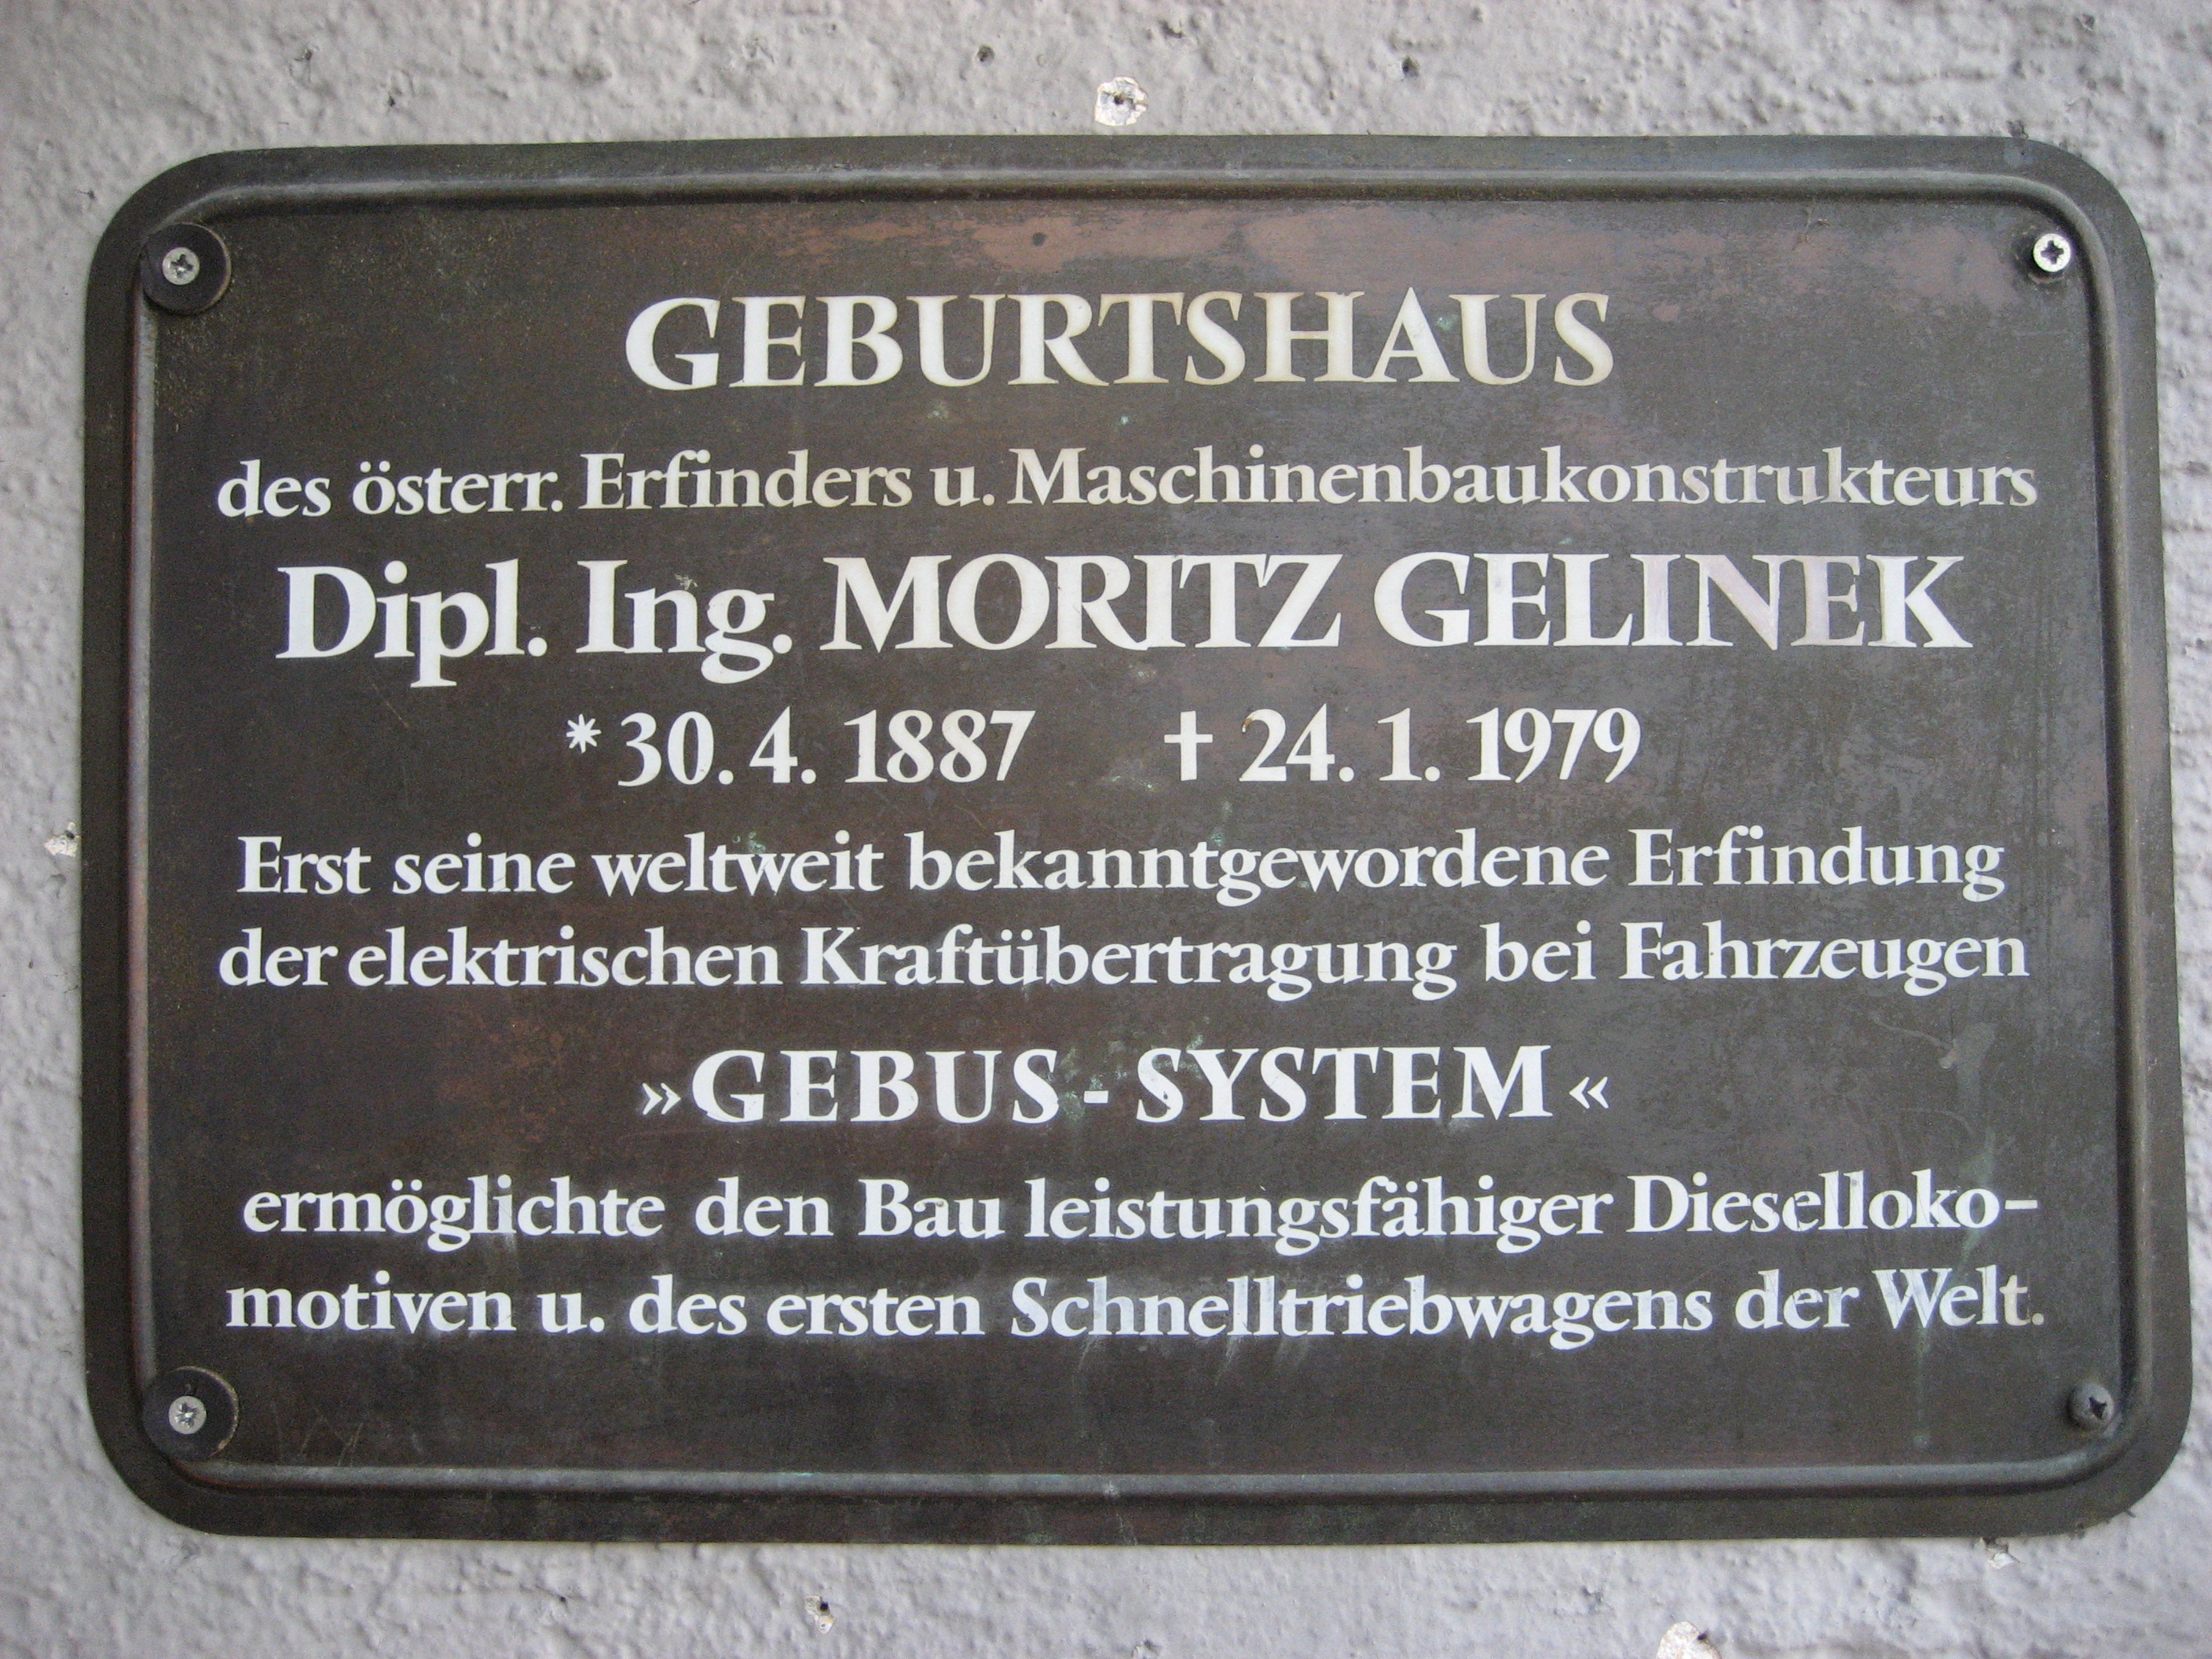 GEBURTSHAUS
des österr. Erfinders u. Maschinenbaukonstrukteurs
Dipl. Ing. MORITZ GELINEK
* 30. 4. 1887 † 24. 1. 1979
Erst seine weltweit bekanntgewordene Erfindung
der elektrischen Kraftübertragung bei Fahrzeugen
»GEBUS - SYSTEM«
ermöglichte den Bau leistungsfähiger Dieselloko-
motiven u. des ersten Schnelltriebwagens der Welt.